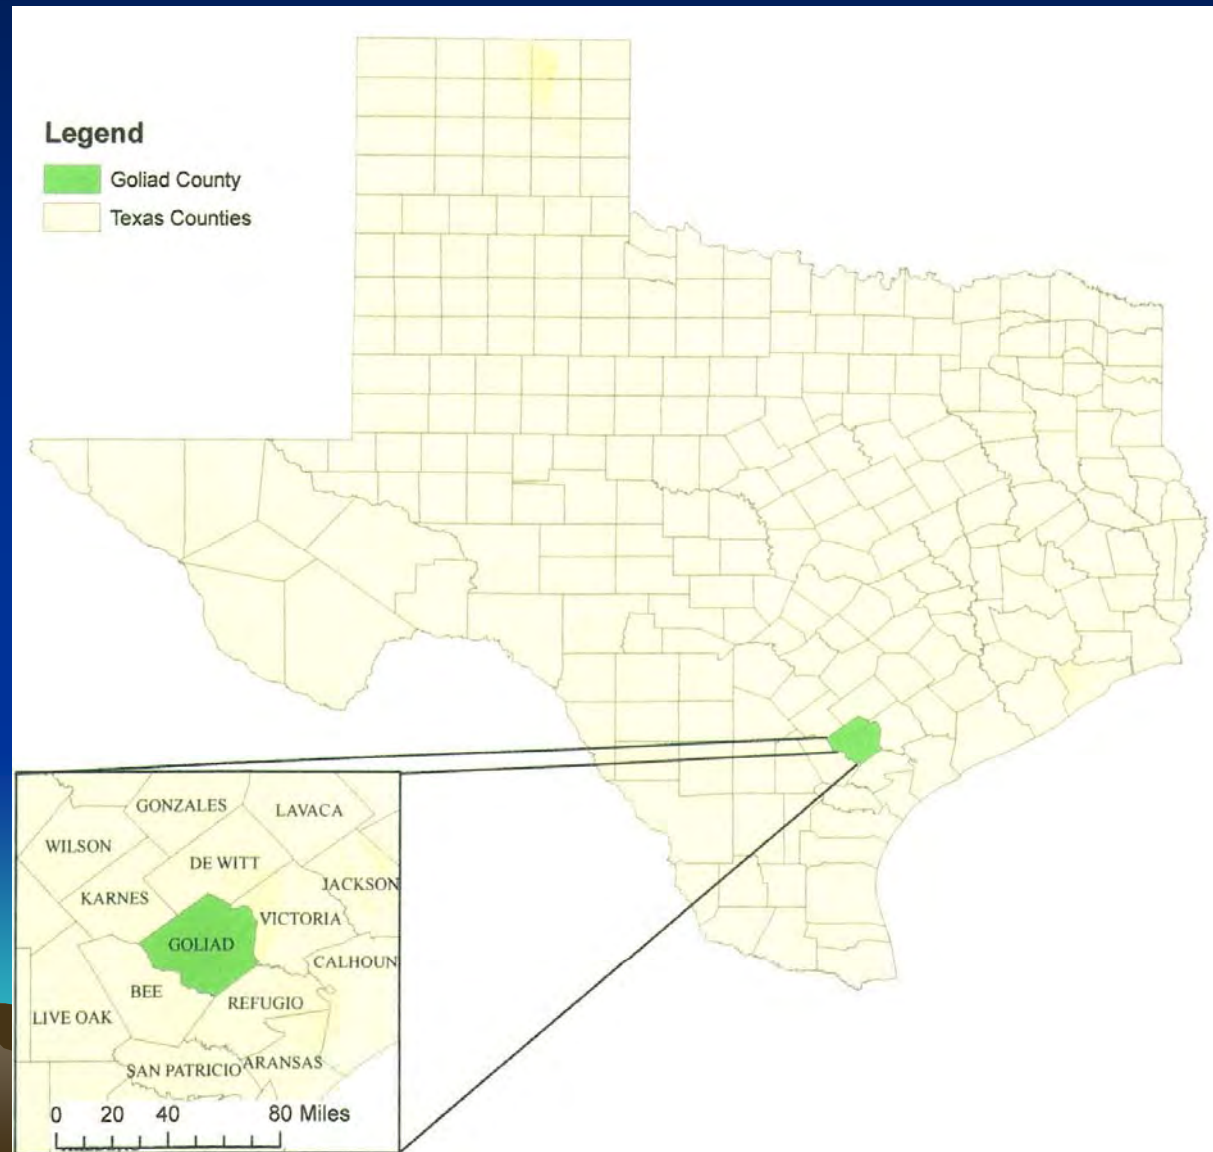 Legend
Goliad County
Texas Counties
GONZALES
LAVACA
WILSON
DE WITT
JACKSON
KARNES
VICTORIA
GOLIAD
CALHOUN
BEE
REFUGIO
LIVE OAK
SAN PATRICIO
ARANSAS
0 20 40 80 Miles